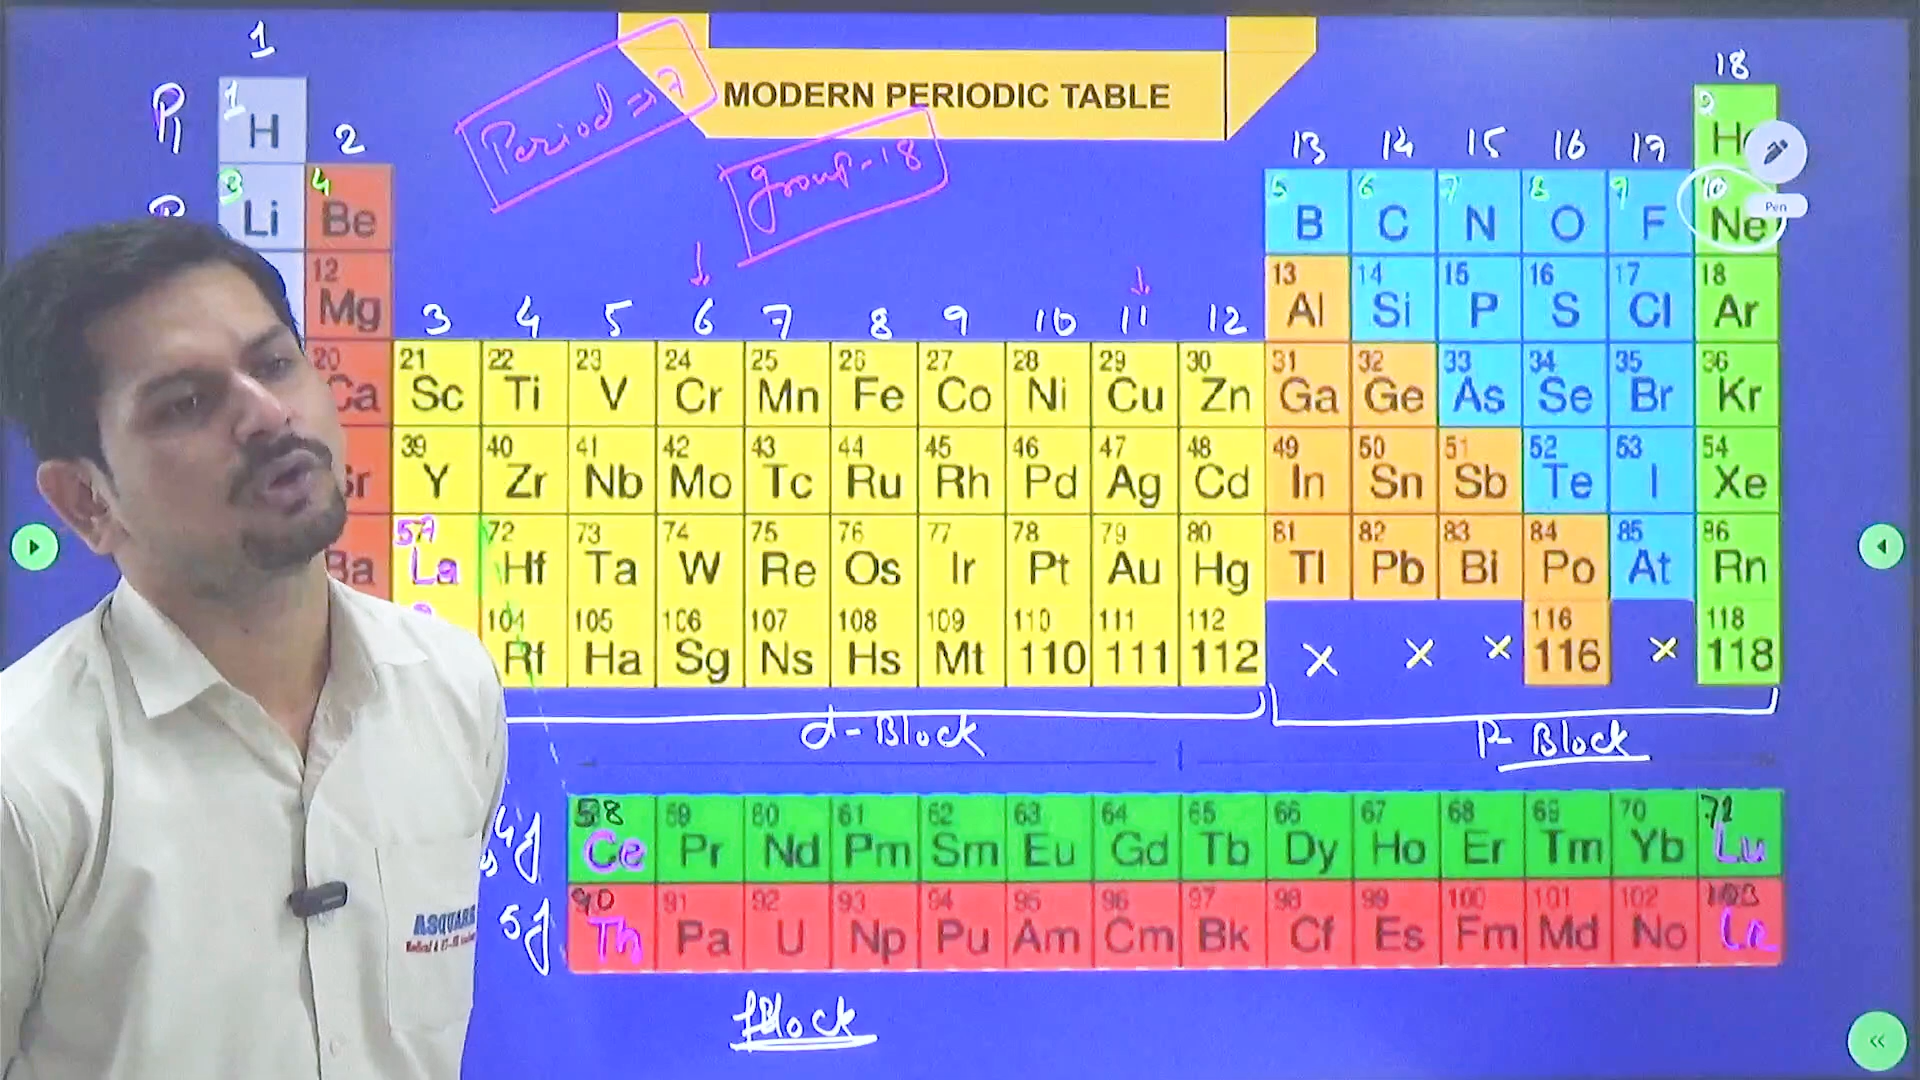 1
18
MODERN PERIODIC TABLE
Period => 7
group - 18
P1 1 H
2
13 14 15 16 17
He
Pen
3 Li 4 Be 5 B 6 C 7 N 8 O 9 F 10 Ne
12 Mg 13 Al 14 Si 15 P 16 S 17 Cl 18 Ar
3 4 5 6 7 8 9 10 11 12
20 Ca 21 Sc 22 Ti 23 V 24 Cr 25 Mn 26 Fe 27 Co 28 Ni 29 Cu 30 Zn 31 Ga 32 Ge 33 As 34 Se 35 Br 36 Kr
Sr 39 Y 40 Zr 41 Nb 42 Mo 43 Tc 44 Ru 45 Rh 46 Pd 47 Ag 48 Cd 49 In 50 Sn 51 Sb 52 Te 53 I 54 Xe
Ba 57 La 72 Hf 73 Ta 74 W 75 Re 76 Os 77 Ir 78 Pt 79 Au 80 Hg 81 Tl 82 Pb 83 Bi 84 Po 85 At 86 Rn
104 Rf 105 Ha 106 Sg 107 Ns 108 Hs 109 Mt 110 110 111 111 112 112 x x x 116 116 x 118 118
d-Block
P-Block
4f 58 Ce 59 Pr 60 Nd 61 Pm 62 Sm 63 Eu 64 Gd 65 Tb 66 Dy 67 Ho 68 Er 69 Tm 70 Yb 71 Lu
5f 90 Th 91 Pa 92 U 93 Np 94 Pu 95 Am 96 Cm 97 Bk 98 Cf 99 Es 100 Fm 101 Md 102 No 103 Lr
f Block
ASQUARE